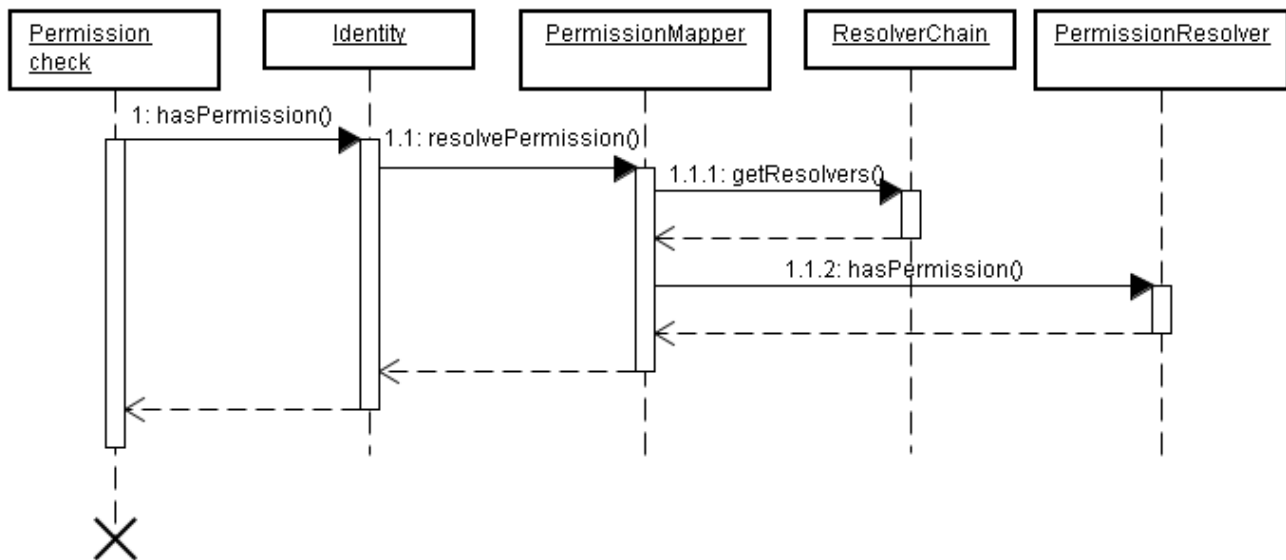 Permission
check
Identity
PermissionMapper
ResolverChain
PermissionResolver
1: hasPermission()
1.1: resolvePermission()
1.1.1: getResolvers()
1.1.2: hasPermission()